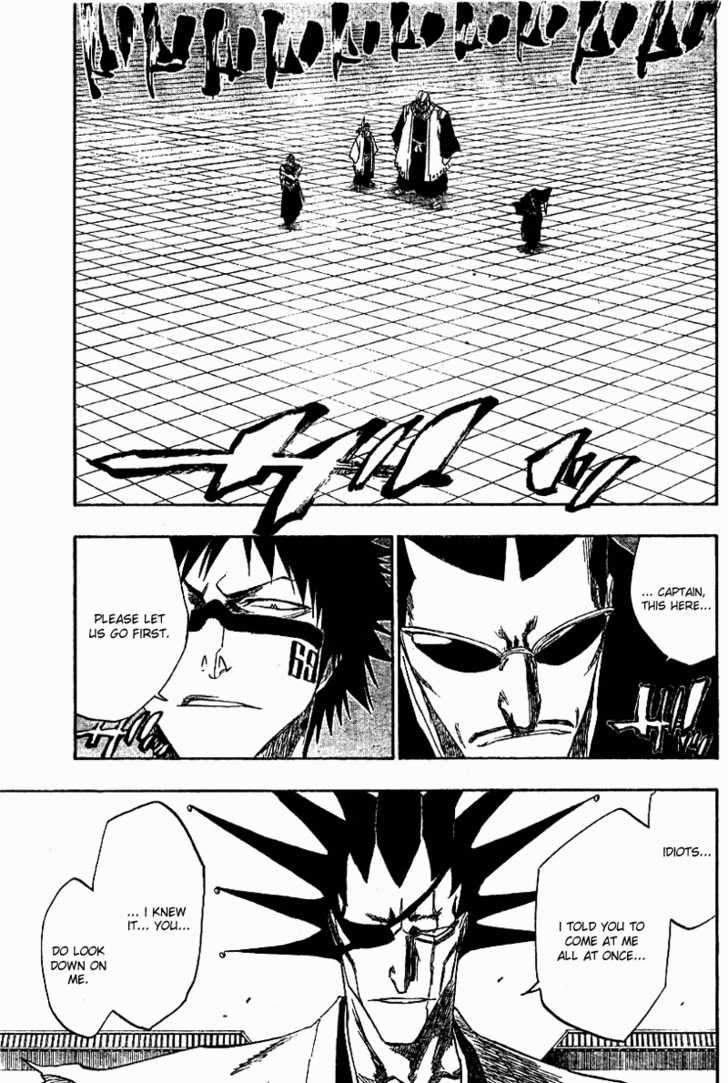 ... CAPTAIN,
THIS HERE...
PLEASE LET
US GO FIRST.
69
IDIOTS...
I TOLD YOU TO
COME AT ME
ALL AT ONCE...
... I KNEW
IT... YOU...
DO LOOK
DOWN ON
ME.